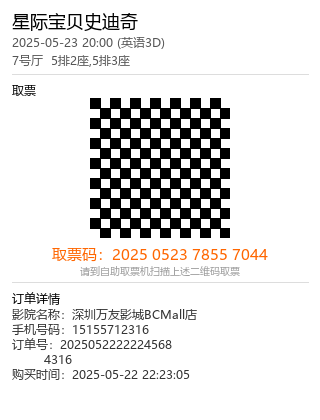 星际宝贝史迪奇
2025-05-23 20:00 (英语3D)
7号厅 5排2座,5排3座
取票
取票码：2025 0523 7855 7044
请到自助取票机扫描上述二维码取票
订单详情
影院名称：深圳万友影城BCMall店
手机号码：15155712316
订单号：2025052222224568
4316
购买时间：2025-05-22 22:23:05